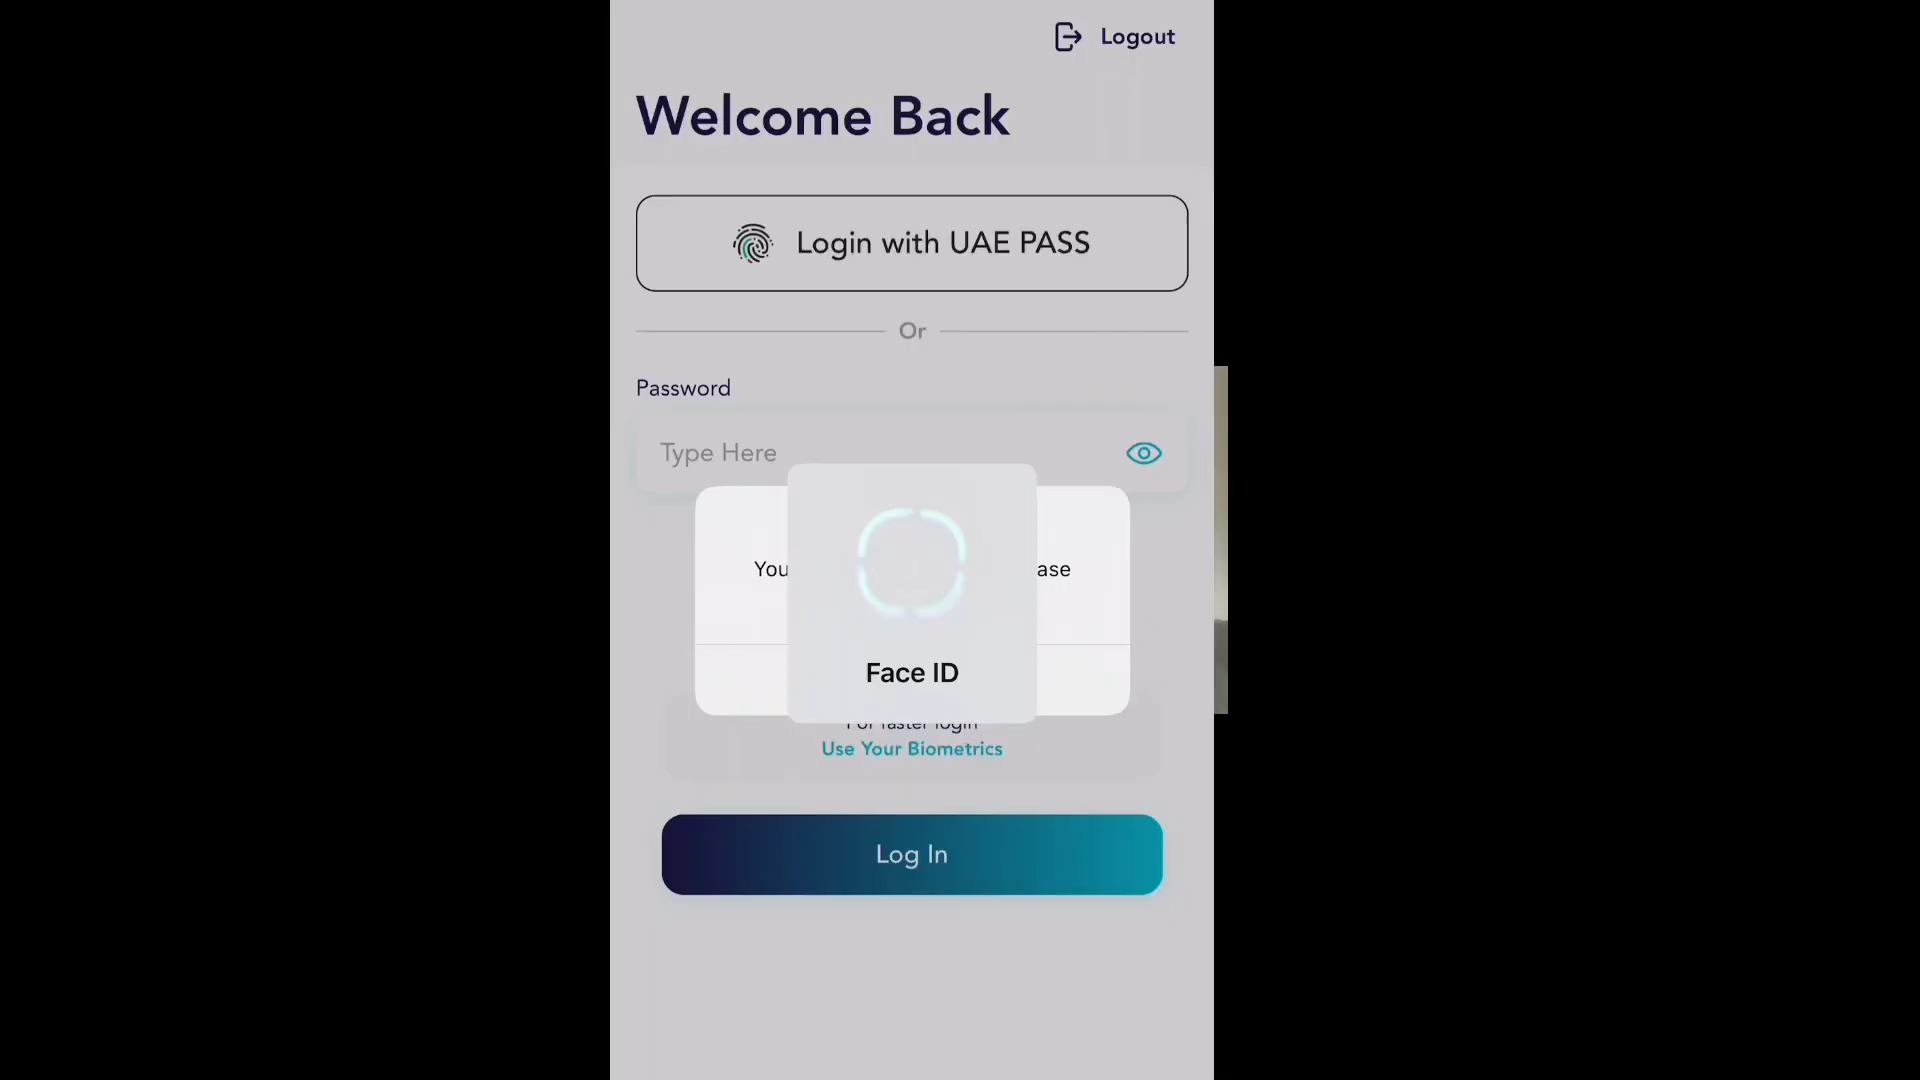 Logout
Welcome Back
Login with UAE PASS
Or
Password
Type Here
You ase
Face ID
For faster login
Use Your Biometrics
Log In